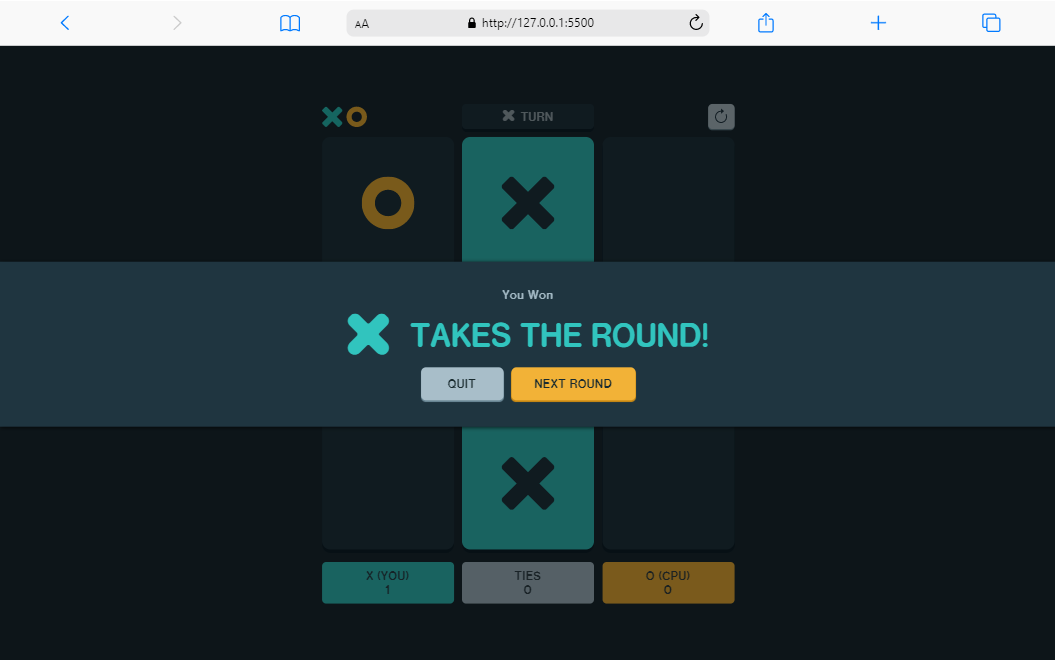 AA
http://127.0.0.1:5500
TURN
You Won
TAKES THE ROUND!
QUIT
NEXT ROUND
X (YOU)
1
TIES
0
O (CPU)
0